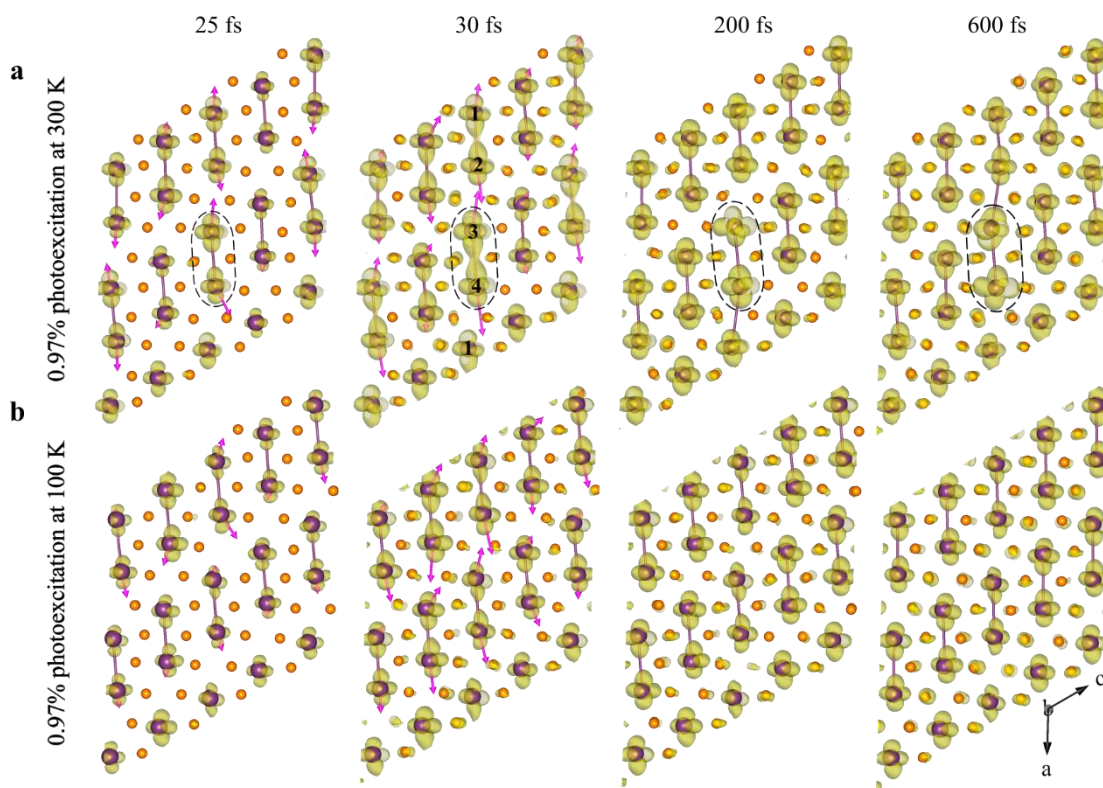 25 fs
30 fs
200 fs
600 fs
a
0.97% photoexcitation at 300 K
1
2
3
4
1
b
0.97% photoexcitation at 100 K
b
c
a